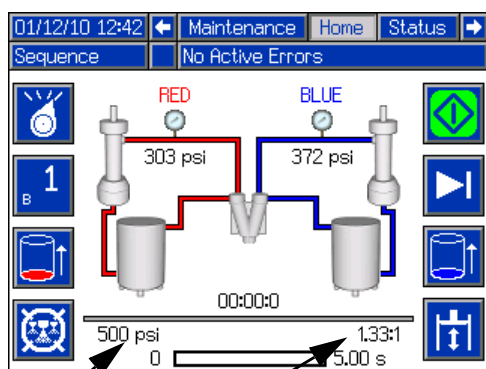 01/12/10 12:42 Maintenance Home Status
Sequence No Active Errors
RED BLUE
303 psi 372 psi
1
B
00:00:0
500 psi 1.33:1
0 5.00 s